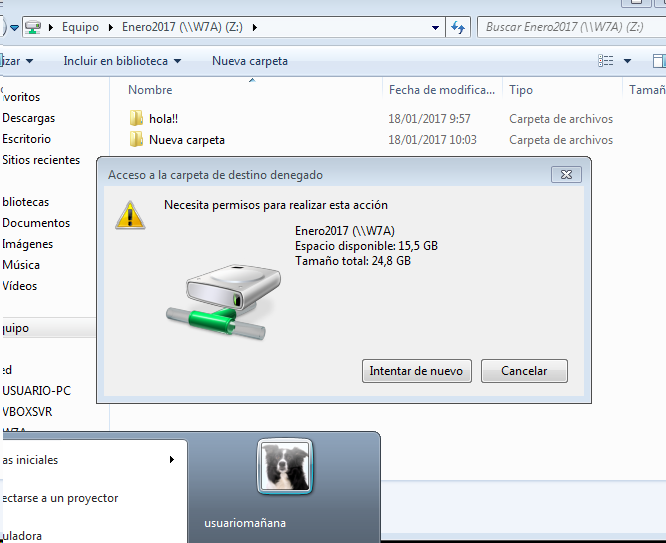 Equipo Enero2017 (\\W7A) (Z:) Buscar Enero2017 (\\W7A) (Z:)
Incluir en biblioteca Nueva carpeta
Nombre Fecha de modifica... Tipo Tamañ
hola!! 18/01/2017 9:57 Carpeta de archivos
Nueva carpeta 18/01/2017 10:03 Carpeta de archivos
voritos
Descargas
Escritorio
Sitios recientes
bliotecas
Documentos
Imágenes
Música
Vídeos
quipo
ed
USUARIO-PC
VBOXSVR
W7A
Acceso a la carpeta de destino denegado
Necesita permisos para realizar esta acción
Enero2017 (\\W7A)
Espacio disponible: 15,5 GB
Tamaño total: 24,8 GB
Intentar de nuevo Cancelar
as iniciales
ectarse a un proyector
uladora
usuariomañana